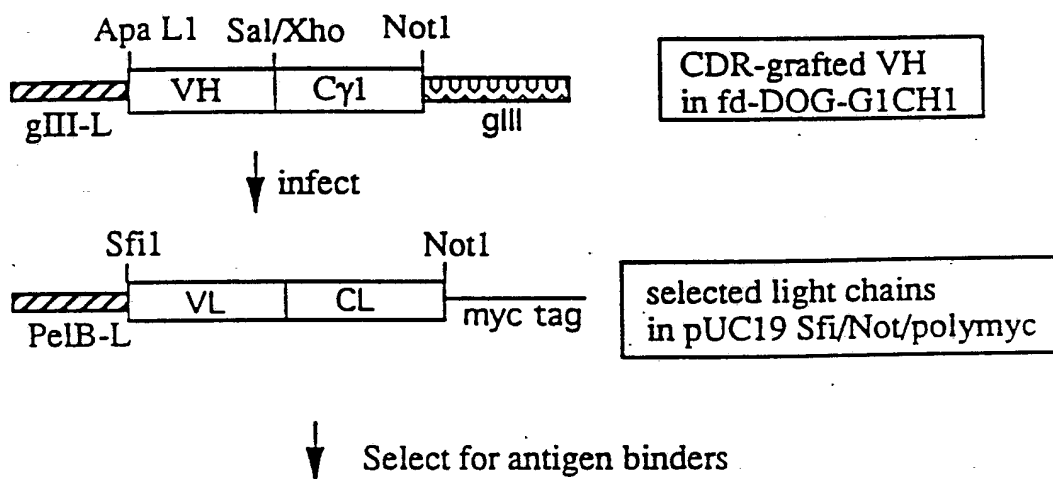 Apa L1 Sal/Xho Not1
VH Cγ1
gIII-L gIII
CDR-grafted VH
in fd-DOG-G1CH1
infect
Sfi1 Not1
VL CL
PelB-L myc tag
selected light chains
in pUC19 Sfi/Not/polymyc
Select for antigen binders